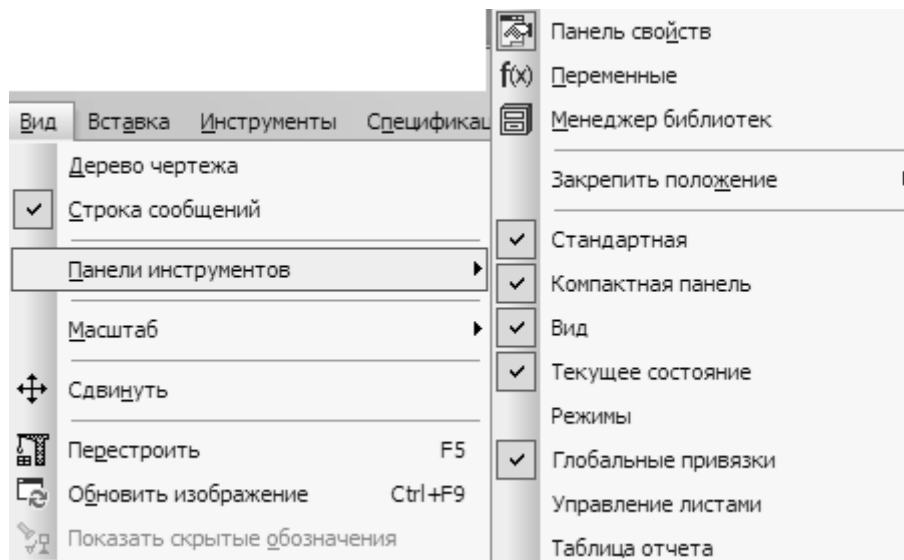 Вид Вставка Инструменты Специфика
Дерево чертежа
Строка сообщений
Панели инструментов
Масштаб
Сдвинуть
Перестроить F5
Обновить изображение Ctrl+F9
Показать скрытые обозначения
Панель свойств
f(x) Переменные
Менеджер библиотек
Закрепить положение
Стандартная
Компактная панель
Вид
Текущее состояние
Режимы
Глобальные привязки
Управление листами
Таблица отчета